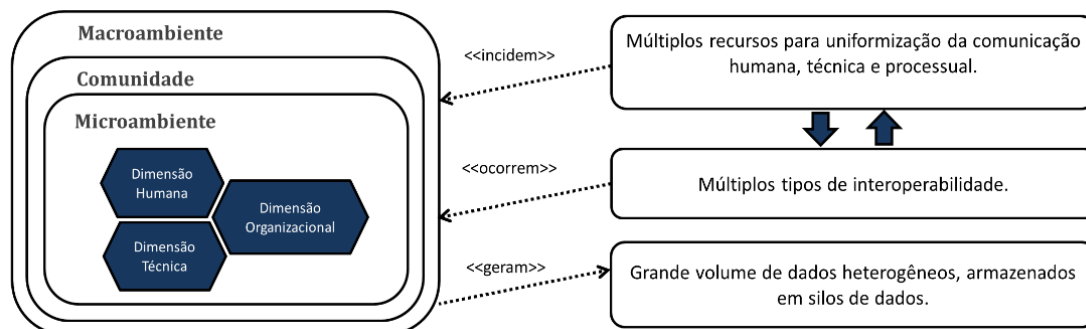 Macroambiente
Comunidade
Microambiente
Dimensão
Humana
Dimensão
Organizacional
Dimensão
Técnica
<<incidem>>
<<ocorrem>>
<<geram>>
Múltiplos recursos para uniformização da comunicação
humana, técnica e processual.
Múltiplos tipos de interoperabilidade.
Grande volume de dados heterogêneos, armazenados
em silos de dados.